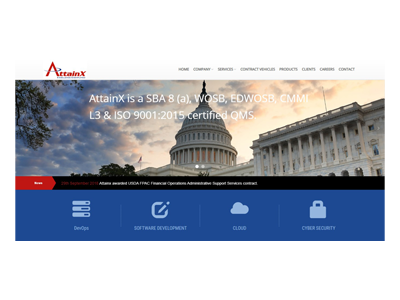 AttainX
HOME COMPANY SERVICES CONTRACT VEHICLES PRODUCTS CLIENTS CAREERS CONTACT
AttainX is a SBA 8 (a), WOSB, EDWOSB, CMMI
L3 & ISO 9001:2015 certified QMS.
News
Attainx awarded USDA FPAC Financial Operations Administrative Support Services contract
DevOps
SOFTWARE DEVELOPMENT
CLOUD
CYBER SECURITY